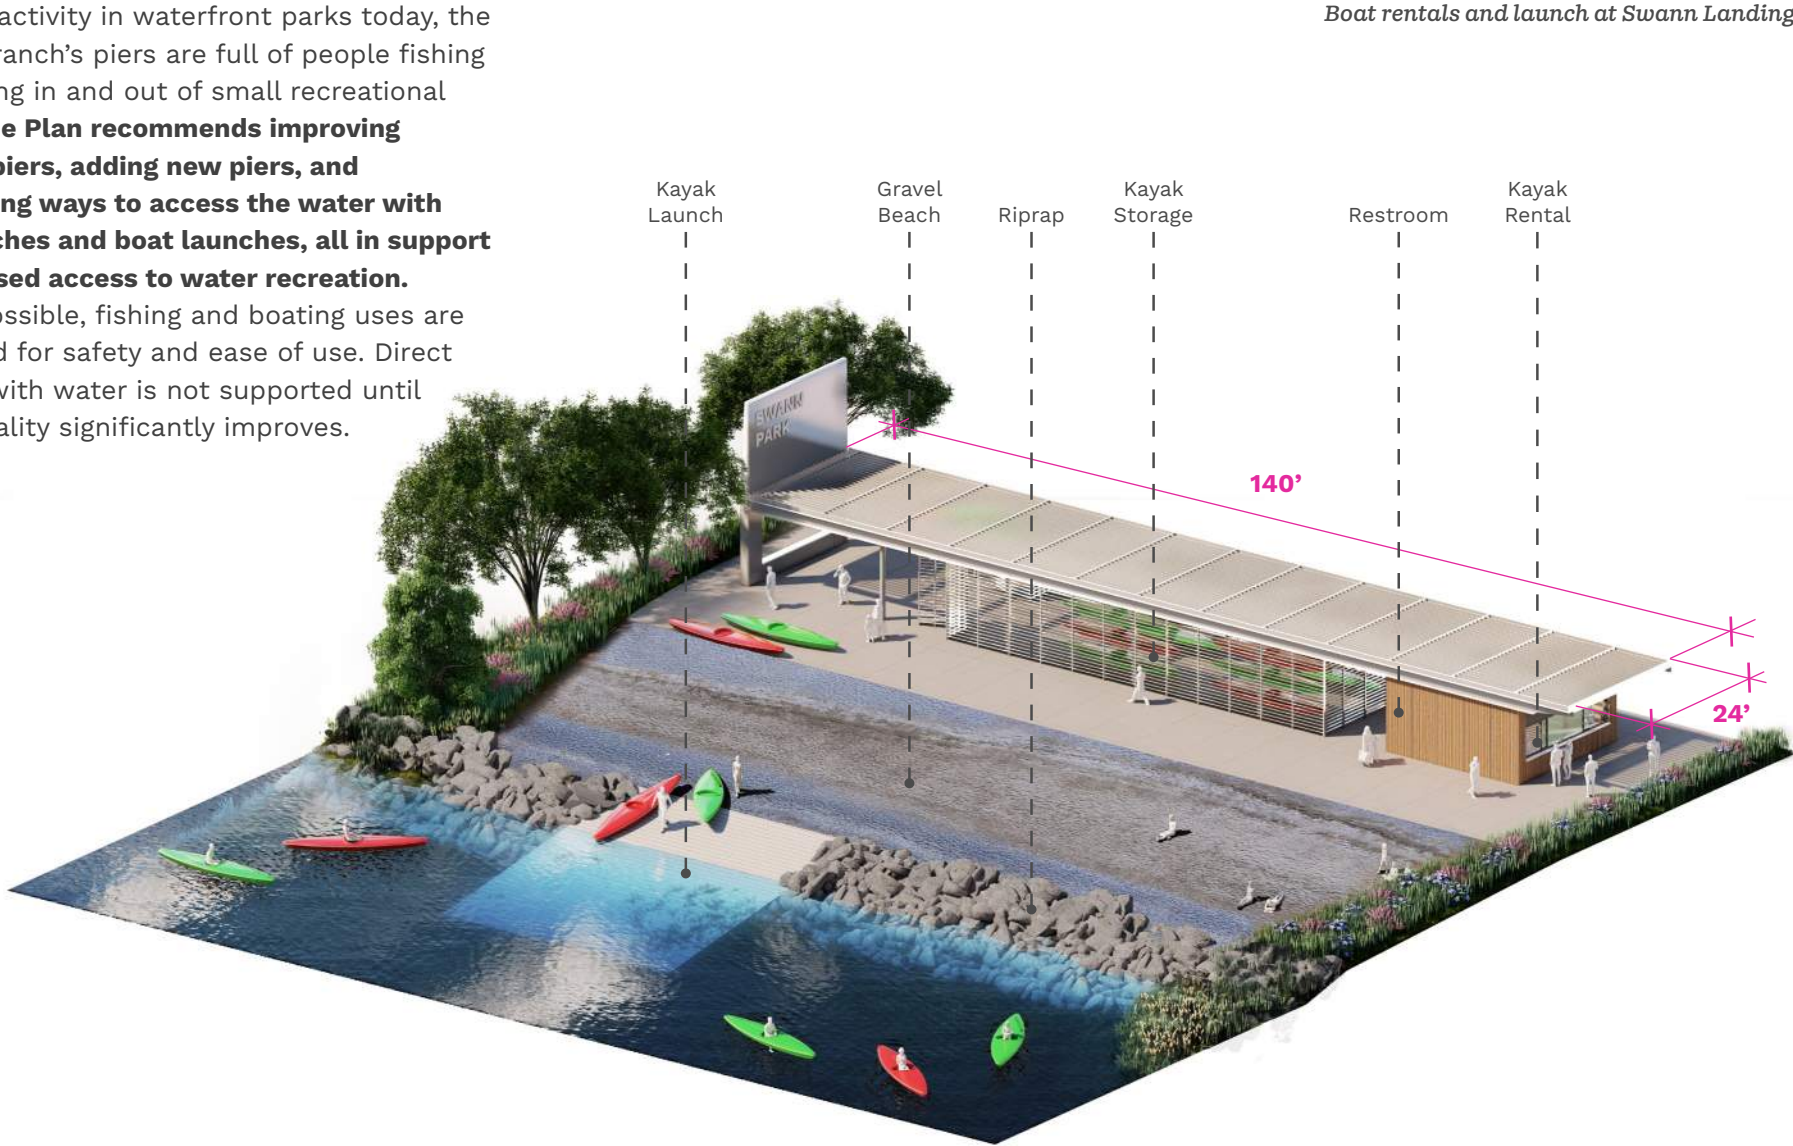 activity in waterfront parks today, the
ranch’s piers are full of people fishing
ng in and out of small recreational
e Plan recommends improving
piers, adding new piers, and
ng ways to access the water with
ches and boat launches, all in support
sed access to water recreation.
ossible, fishing and boating uses are
d for safety and ease of use. Direct
with water is not supported until
ality significantly improves.
Boat rentals and launch at Swann Landing
Kayak
Launch
Gravel
Beach
Riprap
Kayak
Storage
Restroom
Kayak
Rental
SWANN
PARK
140’
24’